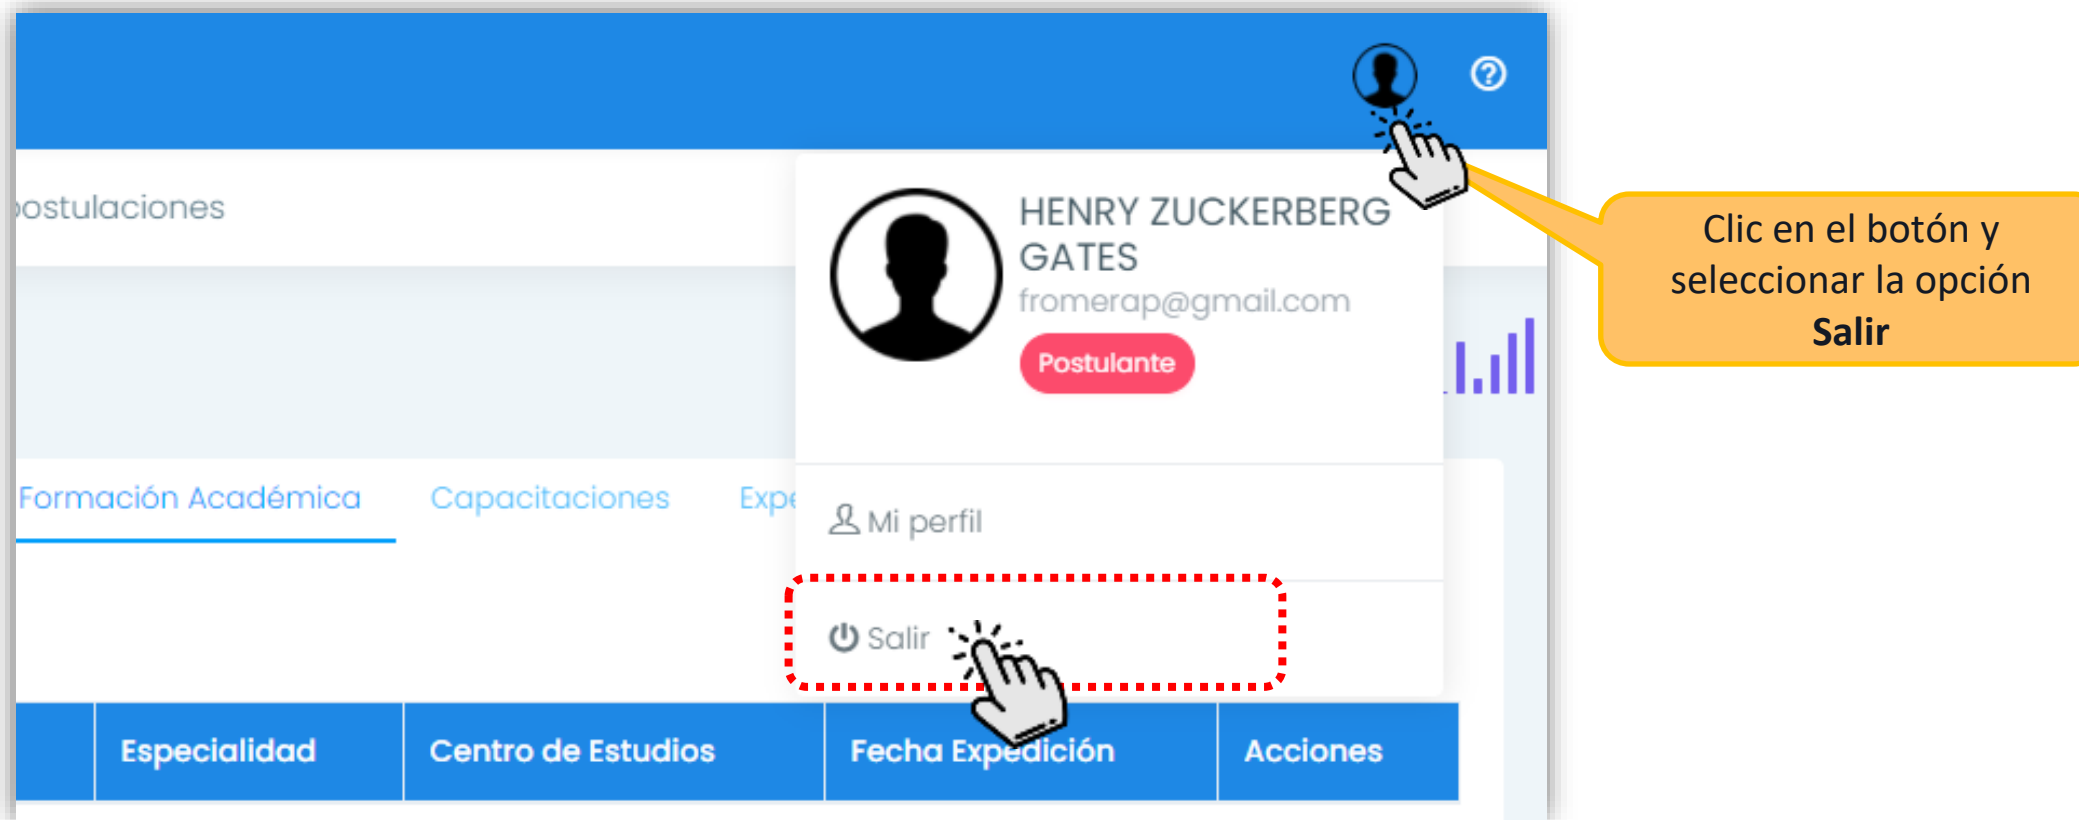 postulaciones
HENRY ZUCKERBERG
GATES
fromerap@gmail.com
Postulante
Clic en el botón y
seleccionar la opción
Salir
Formación Académica Capacitaciones Expe
Mi perfil
Salir
Especialidad Centro de Estudios Fecha Expedición Acciones